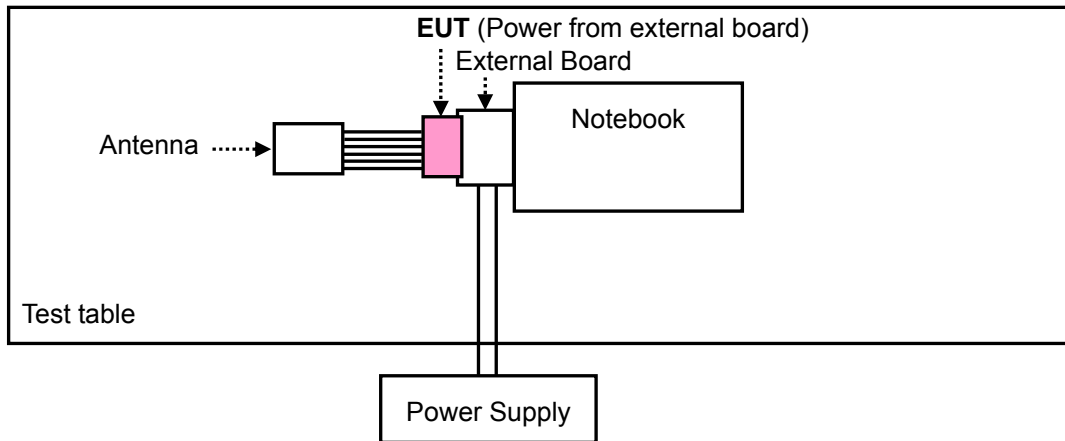 EUT (Power from external board)
External Board
Notebook
Antenna
Test table
Power Supply